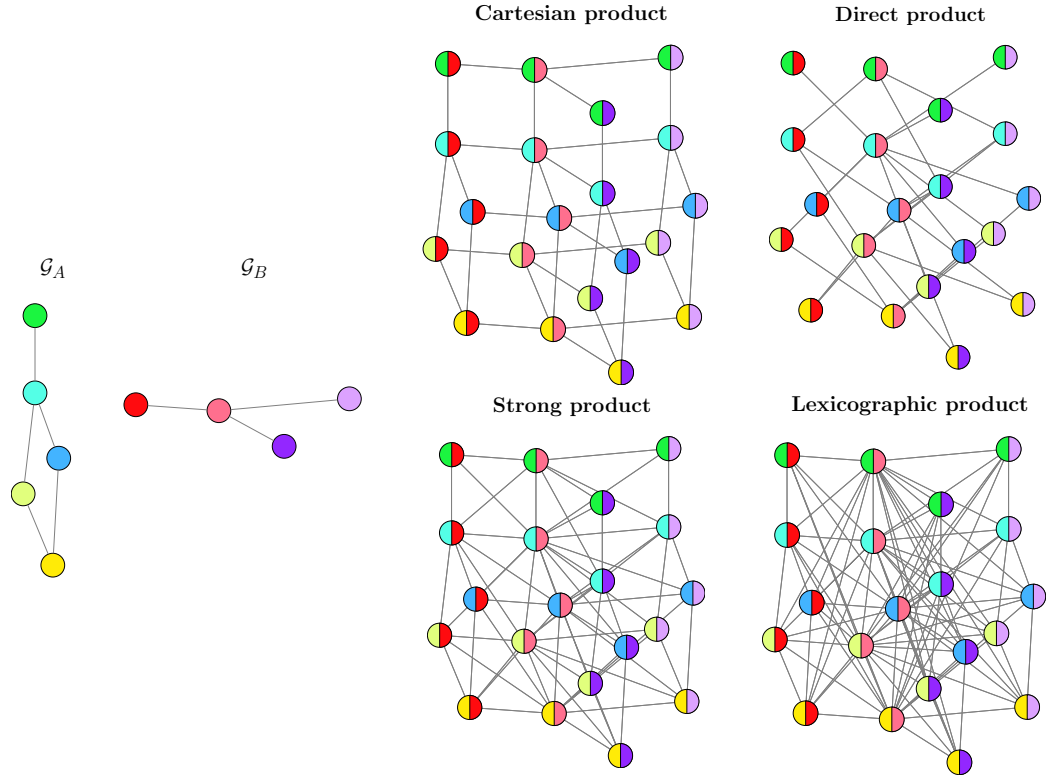 Cartesian product
Direct product
𝒢_A
𝒢_B
Strong product
Lexicographic product